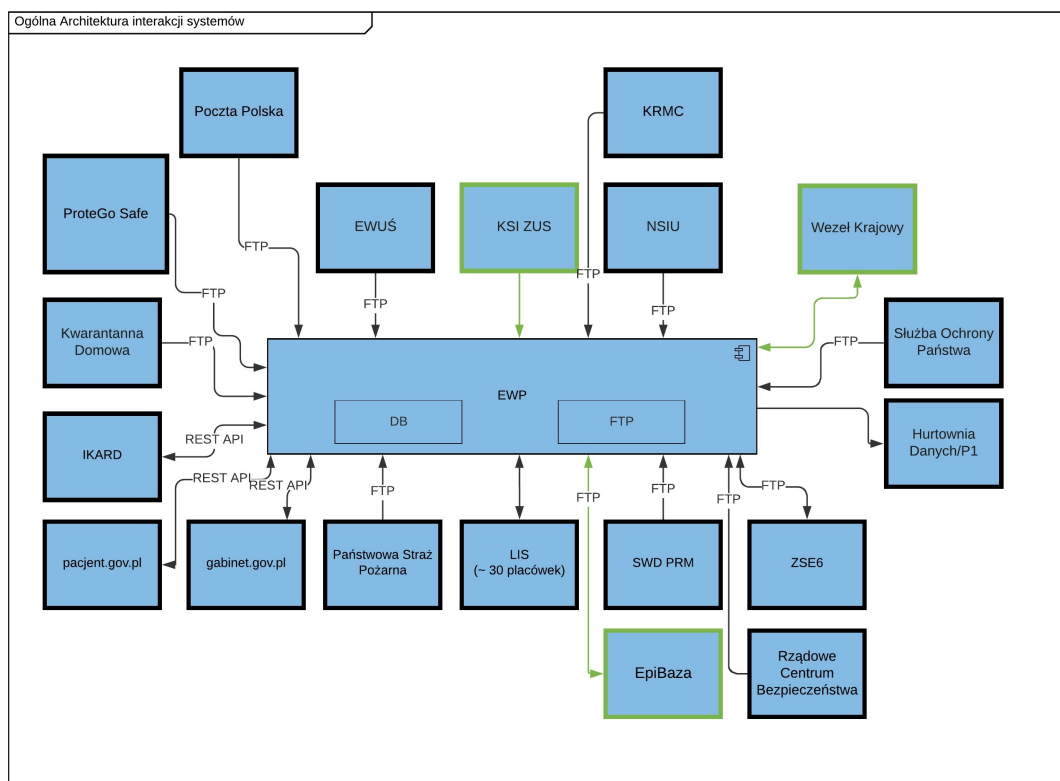 Ogólna Architektura interakcji systemów
Poczta Polska
KRMC
ProteGo Safe
EWUŚ
KSI ZUS
NSIU
Wezeł Krajowy
FTP
FTP
FTP
FTP
FTP
Kwarantanna
Domowa
FTP
Służba Ochrony
Państwa
FTP
EWP
DB
FTP
IKARD
REST API
Hurtownia
Danych/P1
REST API
REST API
FTP
FTP
FTP
FTP
FTP
pacjent.gov.pl
gabinet.gov.pl
Państwowa Straż
Pożarna
LIS
(~ 30 placówek)
SWD PRM
ZSE6
EpiBaza
Rządowe
Centrum
Bezpieczeństwa